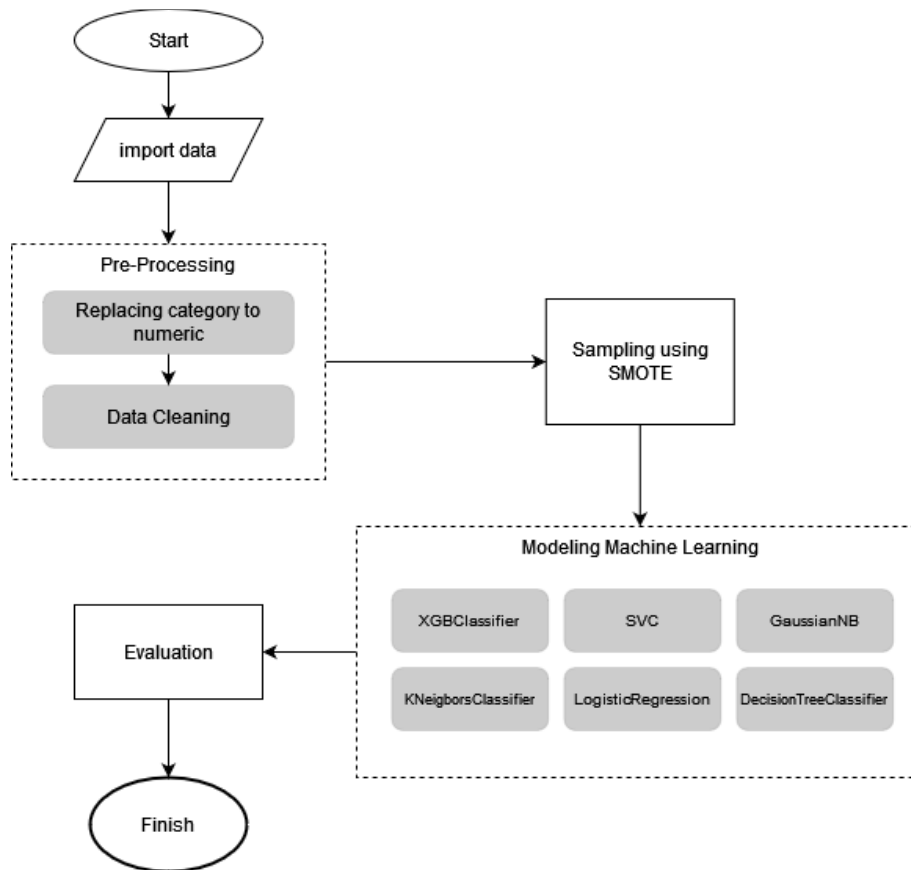 Start
import data
Pre-Processing
Replacing category to
numeric
Data Cleaning
Sampling using
SMOTE
Modeling Machine Learning
XGBClassifier
SVC
GaussianNB
KNeigborsClassifier
LogisticRegression
DecisionTreeClassifier
Evaluation
Finish